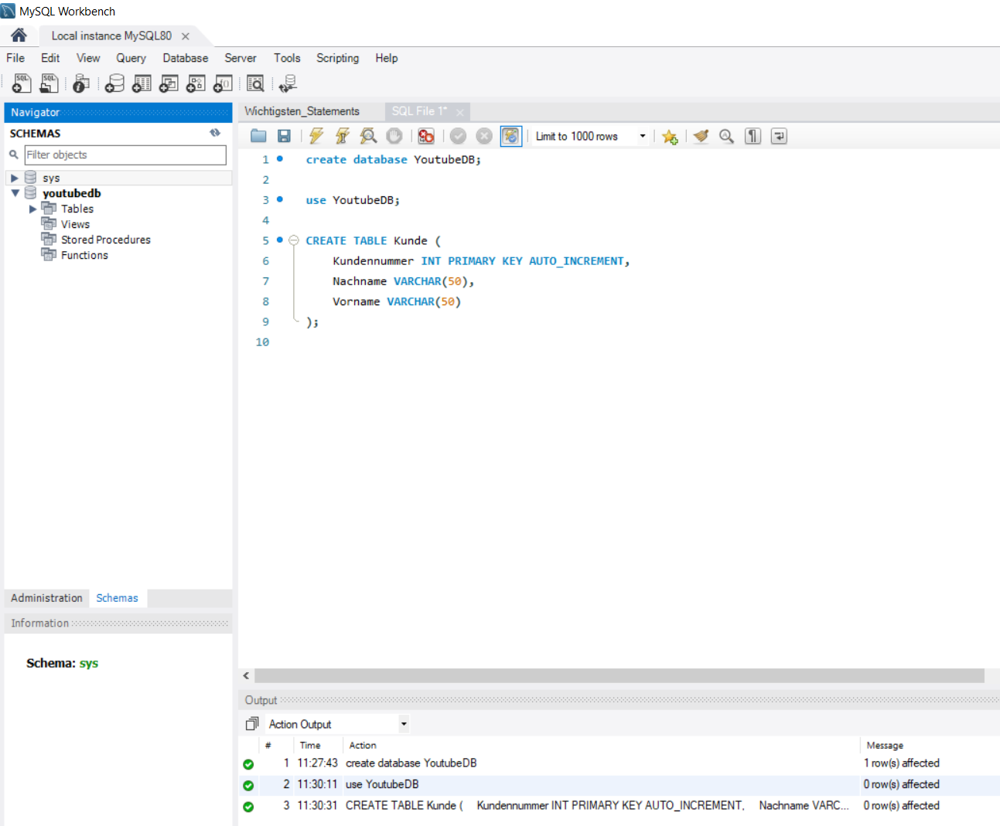 MySQL Workbench
Local instance MySQL80
File Edit View Query Database Server Tools Scripting Help
Navigator
SCHEMAS
Filter objects
sys
youtubedb
Tables
Views
Stored Procedures
Functions
Administration Schemas
Information
Schema: sys
Wichtigsten_Statements SQL File 1*
Limit to 1000 rows
1 create database YoutubeDB;
2
3 use YoutubeDB;
4
5 CREATE TABLE Kunde (
6 Kundennummer INT PRIMARY KEY AUTO_INCREMENT,
7 Nachname VARCHAR(50),
8 Vorname VARCHAR(50)
9 );
10
Output
Action Output
# Time Action Message
1 11:27:43 create database YoutubeDB 1 row(s) affected
2 11:30:11 use YoutubeDB 0 row(s) affected
3 11:30:31 CREATE TABLE Kunde ( Kundennummer INT PRIMARY KEY AUTO_INCREMENT, Nachname VARC... 0 row(s) affected